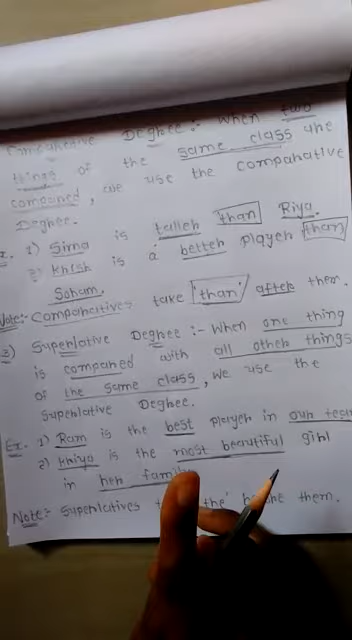 Comparative Degree :- When two
things of the same class are
compared, we use the comparative
Degree.
Ex. 1) Sima is taller than Riya.
2) Krish is a better player than
Soham.
Note:- Comparatives take 'than' after them.
3) Superlative Degree :- When one thing
is compared with all other things
of the same class, we use the
superlative Degree.
Ex. 1) Ram is the best player in our team
2) Priya is the most beautiful girl
in her family
Note:- Superlatives the' before them.